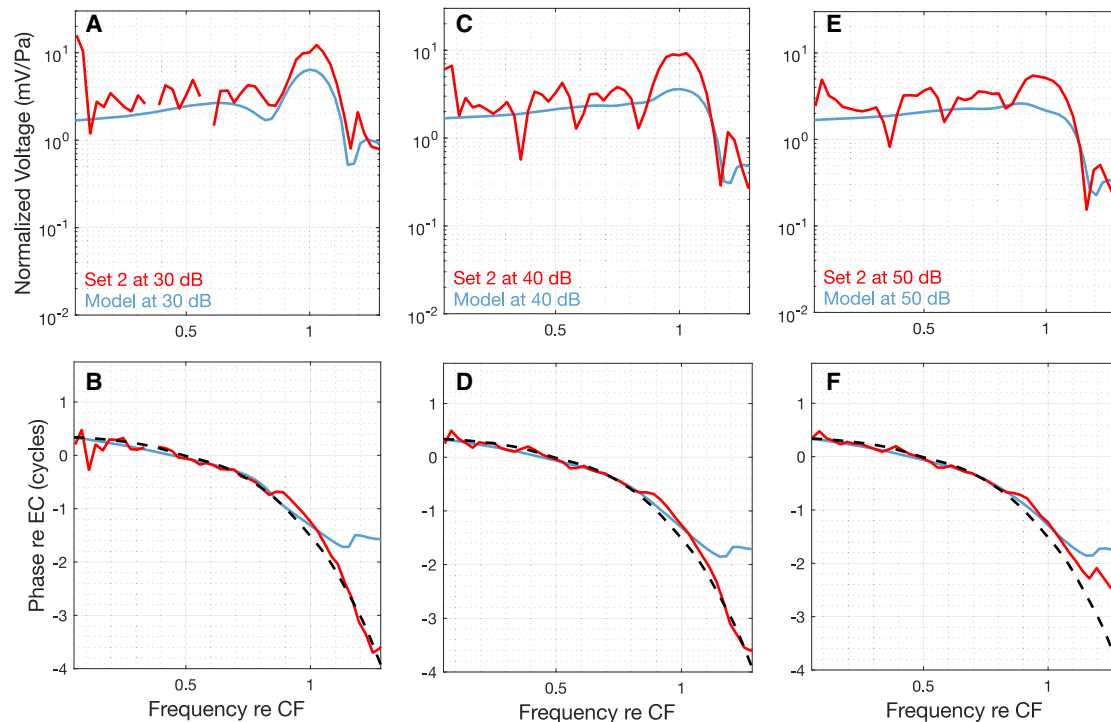 A
C
E
Normalized Voltage (mV/Pa)
10² 10¹ 10⁰ 10⁻¹ 10⁻²
10² 10¹ 10⁰ 10⁻¹ 10⁻²
10² 10¹ 10⁰ 10⁻¹ 10⁻²
Set 2 at 30 dB
Model at 30 dB
Set 2 at 40 dB
Model at 40 dB
Set 2 at 50 dB
Model at 50 dB
0.5 1
0.5 1
0.5 1
B
D
F
Phase re EC (cycles)
1 0 -1 -2 -3 -4
1 0 -1 -2 -3 -4
1 0 -1 -2 -3 -4
0.5 1
0.5 1
0.5 1
Frequency re CF
Frequency re CF
Frequency re CF